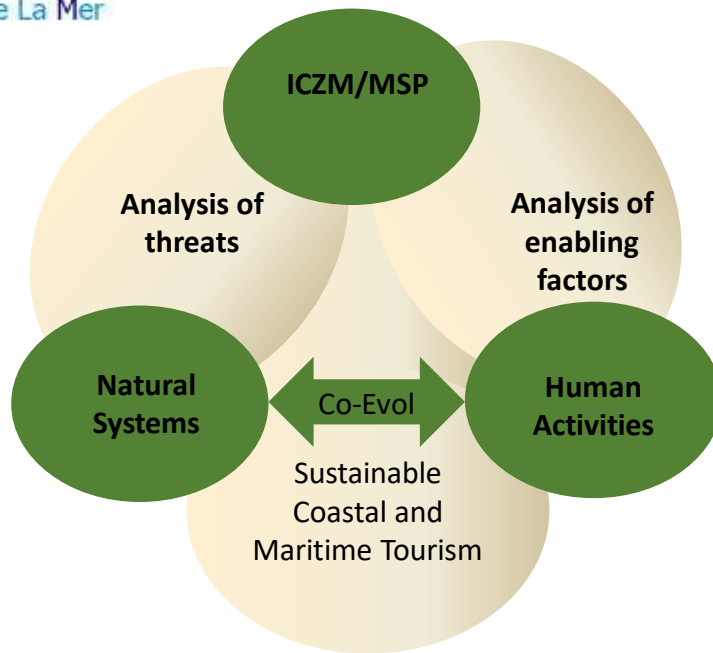 e La Mer
ICZM/MSP
Analysis of
threats
Analysis of
enabling
factors
Natural
Systems
Co-Evol
Human
Activities
Sustainable
Coastal and
Maritime Tourism